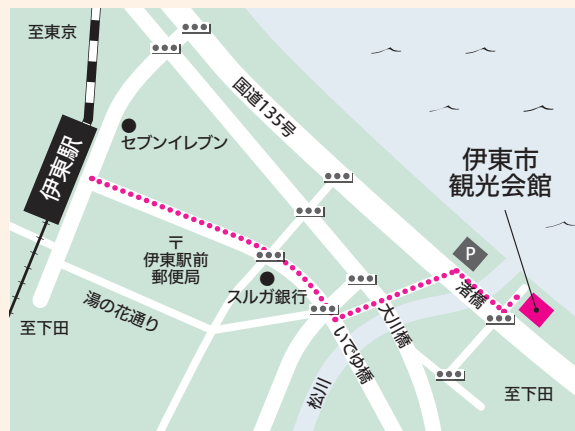 至東京
国道135号
セブンイレブン
伊東駅
伊東市
観光会館
〒
伊東駅前
郵便局
P
スルガ銀行
湯の花通り
渚橋
大川橋
いでゆ橋
松川
至下田
至下田